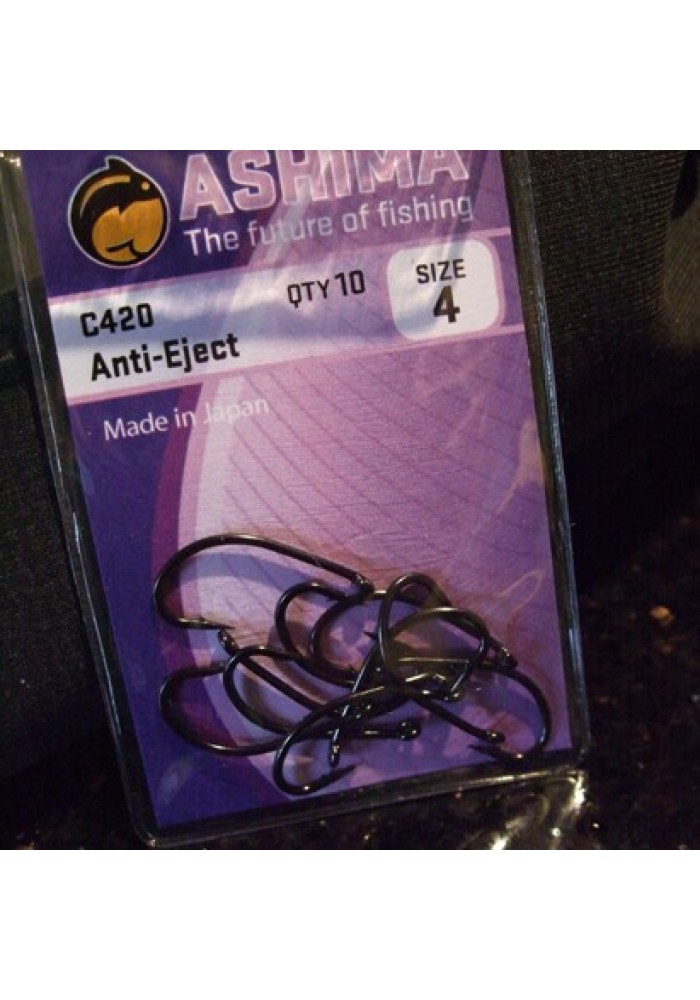 ASHIMA
The future of fishing
C420
QTY 10
SIZE
4
Anti-Eject
Made in Japan